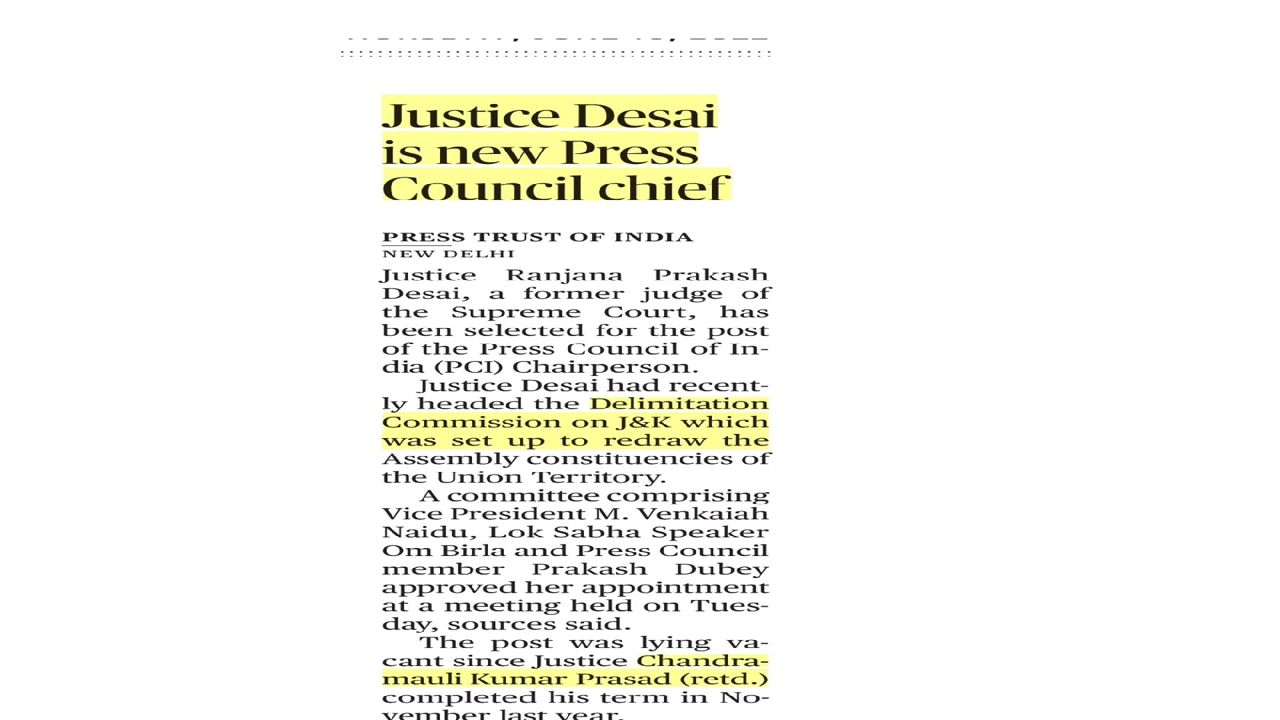 Justice Desai
is new Press
Council chief
PRESS TRUST OF INDIA
NEW DELHI
Justice Ranjana Prakash
Desai, a former judge of
the Supreme Court, has
been selected for the post
of the Press Council of In-
dia (PCI) Chairperson.
Justice Desai had recent-
ly headed the Delimitation
Commission on J&K which
was set up to redraw the
Assembly constituencies of
the Union Territory.
A committee comprising
Vice President M. Venkaiah
Naidu, Lok Sabha Speaker
Om Birla and Press Council
member Prakash Dubey
approved her appointment
at a meeting held on Tues-
day, sources said.
The post was lying va-
cant since Justice Chandra-
mauli Kumar Prasad (retd.)
completed his term in No-
vember last year.